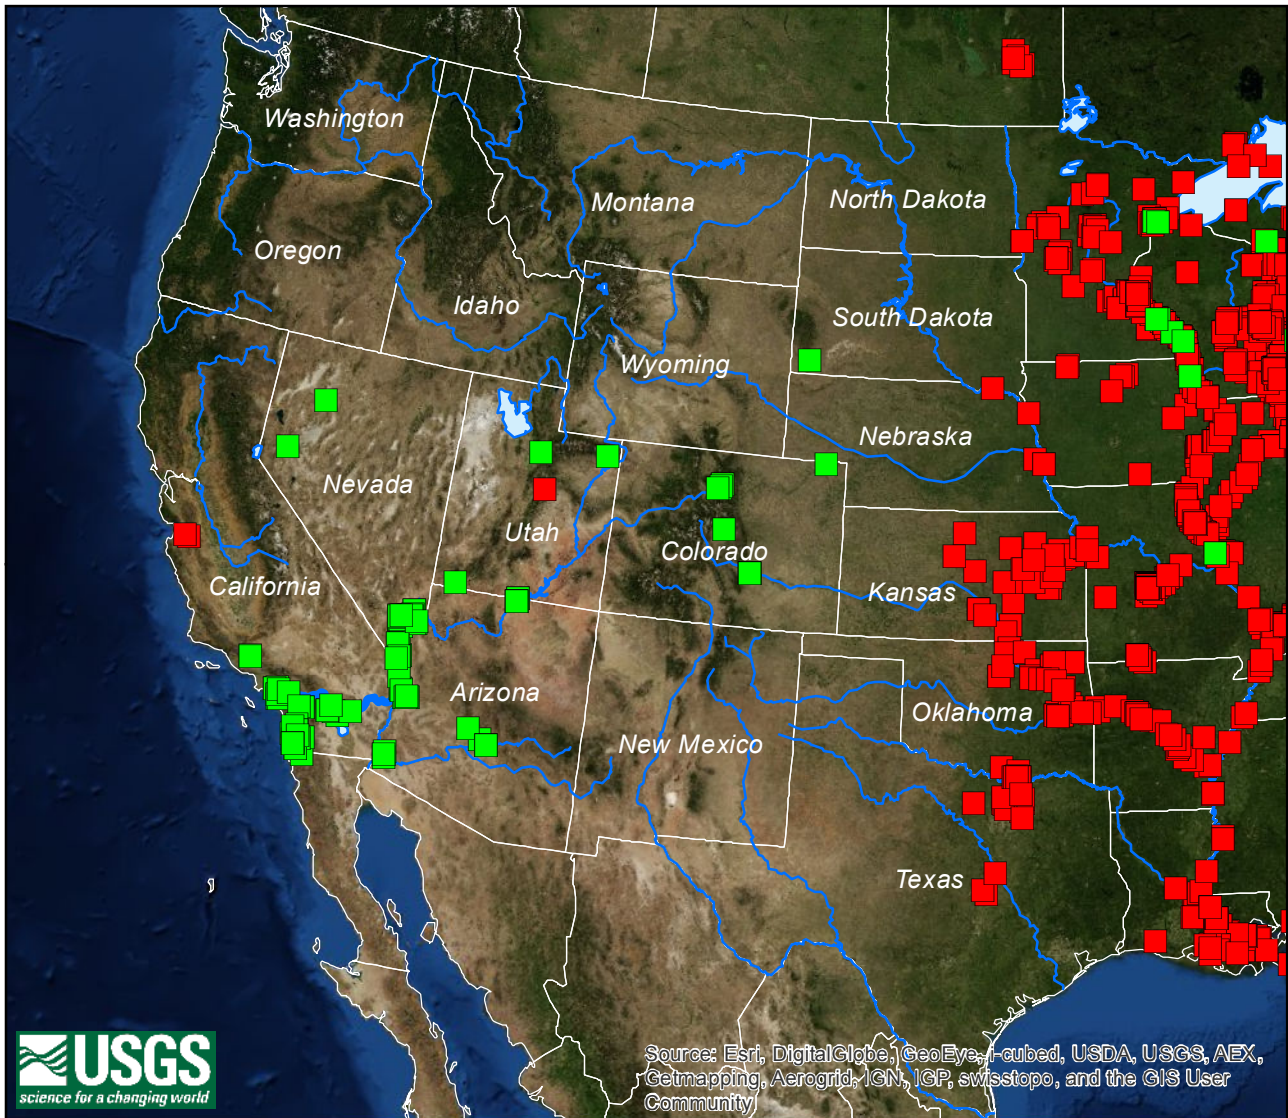 Washington
Montana
North Dakota
Oregon
Idaho
South Dakota
Wyoming
Nebraska
Nevada
Utah
Colorado
California
Kansas
Arizona
Oklahoma
New Mexico
Texas
USGS
science for a changing world
Source: Esri, DigitalGlobe, GeoEye, i-cubed, USDA, USGS, AEX,
Getmapping, Aerogrid, IGN, IGP, swisstopo, and the GIS User
Community